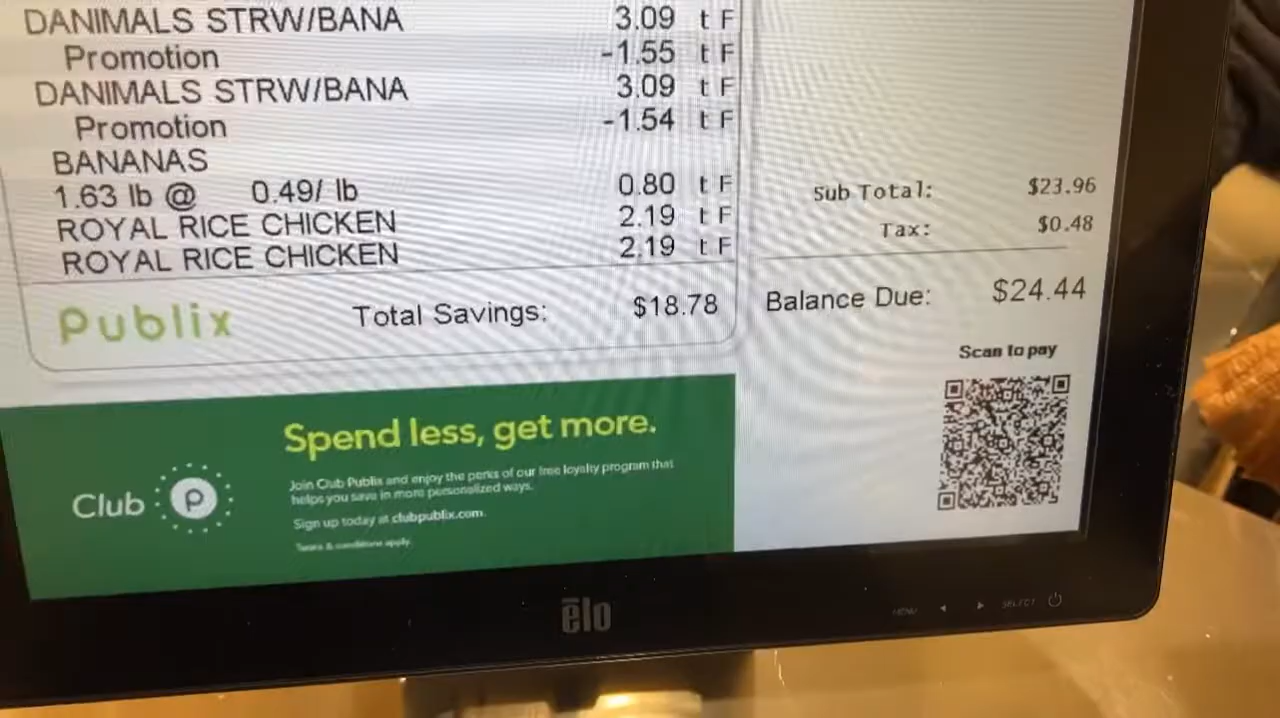 DANIMALS STRW/BANA 3.09 t F
Promotion -1.55 t F
DANIMALS STRW/BANA 3.09 t F
Promotion -1.54 t F
BANANAS
1.63 lb @ 0.49/ lb 0.80 t F
ROYAL RICE CHICKEN 2.19 t F
ROYAL RICE CHICKEN 2.19 t F
Publix Total Savings: $18.78
Sub Total: $23.96
Tax: $0.48
Balance Due: $24.44
Scan to pay
Spend less, get more.
Club p
Join Club Publix and enjoy the perks of our free loyalty program that
helps you save in more personalized ways.
Sign up today at clubpublix.com.
Terms & conditions apply.
elo
MENU SELECT